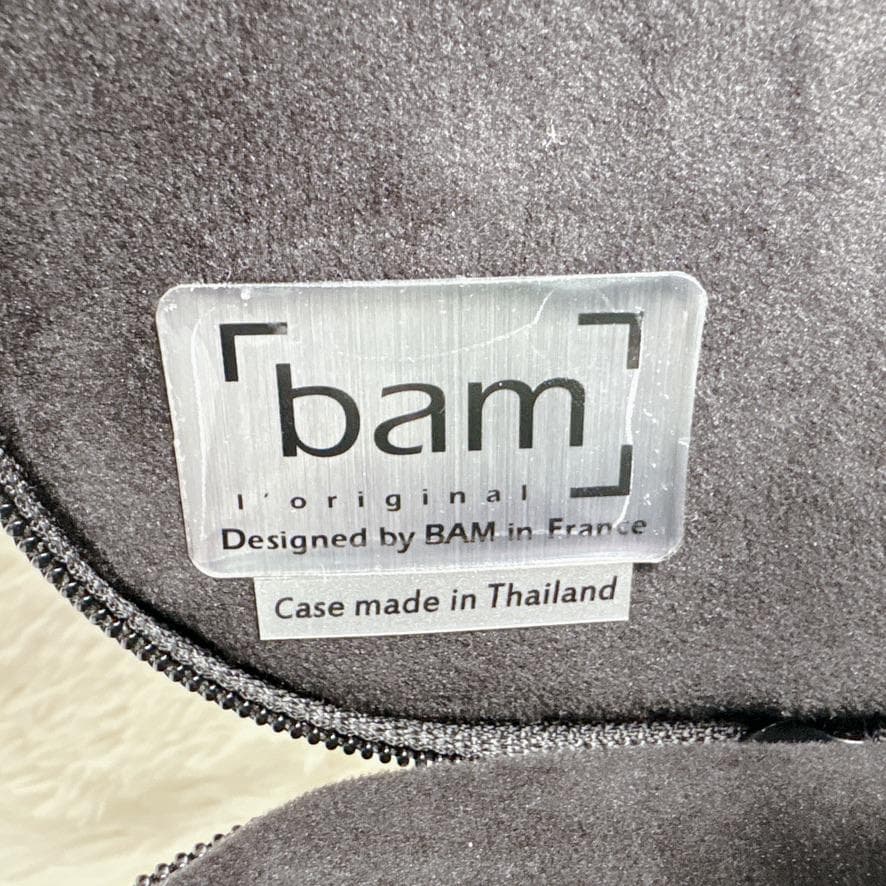 bam
l'original
Designed by BAM in France
Case made in Thailand